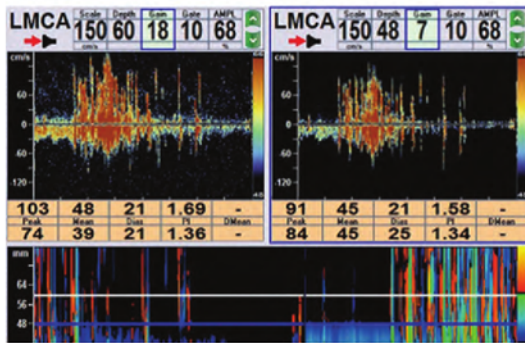 LMCA Scale Depth Gain Gate AMPL
150 60 18 10 68
cm/s %
cm/s
60
0
-60
-120
103 48 21 1.69 -
Peak Mean Dias PI DMean
74 39 21 1.36 -
LMCA Scale Depth Gain Gate AMPL
150 48 7 10 68
cm/s %
60
0
-60
-120
91 45 21 1.58 -
Peak Mean Dias PI DMean
84 45 25 1.34 -
mm
64
56
48